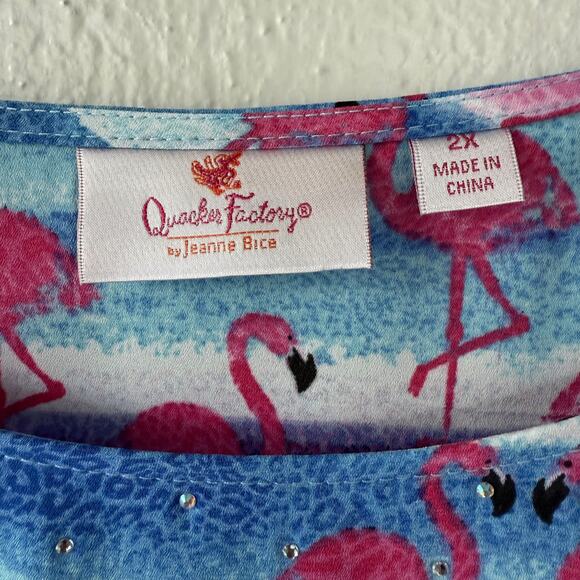 Quacker Factory®
by Jeanne Bice
2X
MADE IN
CHINA